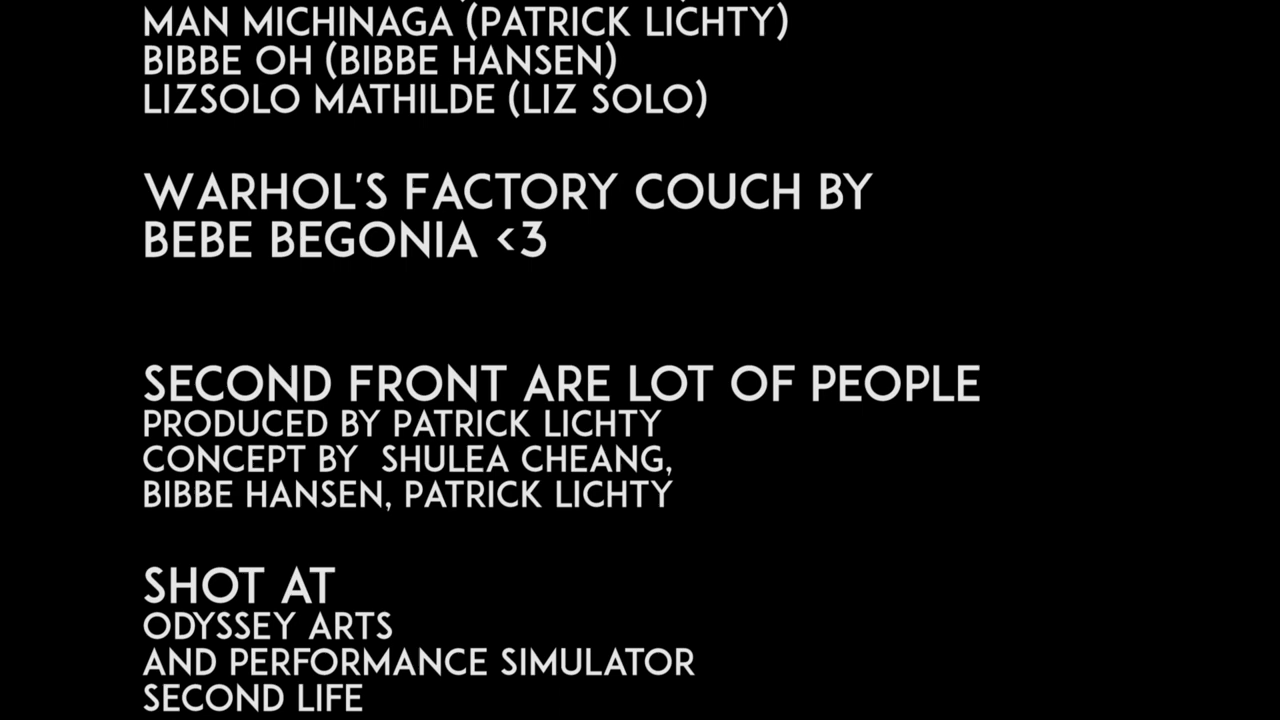 MAN MICHINAGA (PATRICK LICHTY)
BIBBE OH (BIBBE HANSEN)
LIZSOLO MATHILDE (LIZ SOLO)
WARHOL'S FACTORY COUCH BY
BEBE BEGONIA <3
SECOND FRONT ARE LOT OF PEOPLE
PRODUCED BY PATRICK LICHTY
CONCEPT BY  SHULEA CHEANG,
BIBBE HANSEN, PATRICK LICHTY
SHOT AT
ODYSSEY ARTS
AND PERFORMANCE SIMULATOR
SECOND LIFE